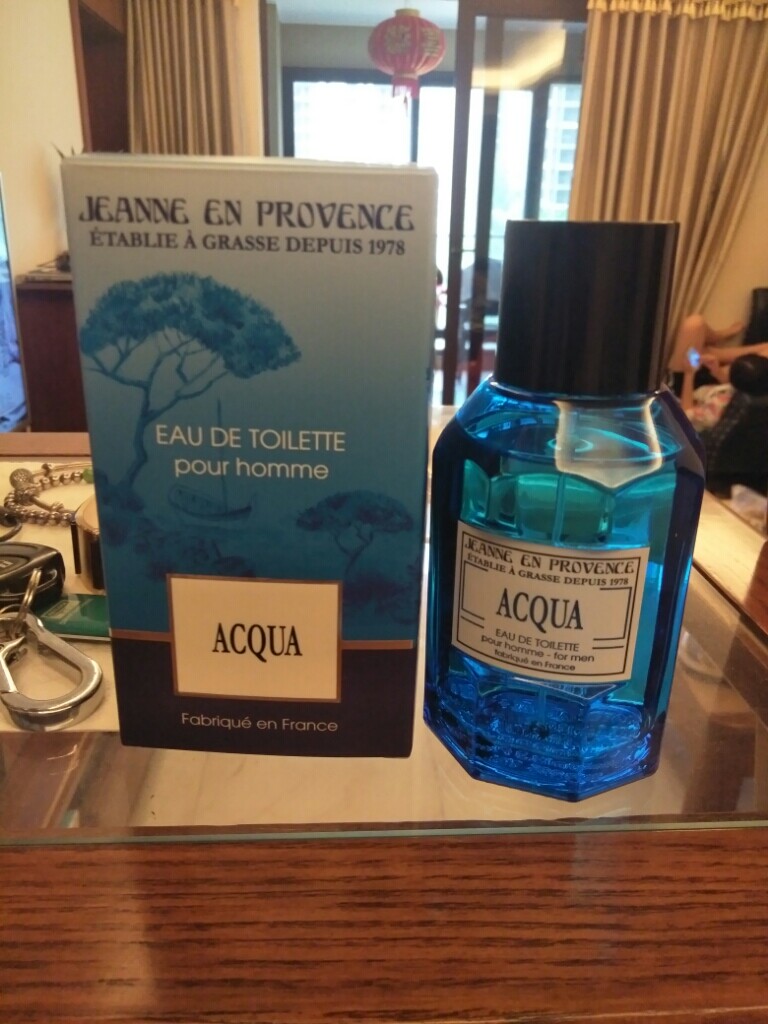 JEANNE EN PROVENCE
ÉTABLIE À GRASSE DEPUIS 1978
EAU DE TOILETTE
pour homme
ACQUA
Fabriqué en France
JEANNE EN PROVENCE
ÉTABLIE À GRASSE DEPUIS 1978
ACQUA
EAU DE TOILETTE
pour homme - for men
Fabriqué en France